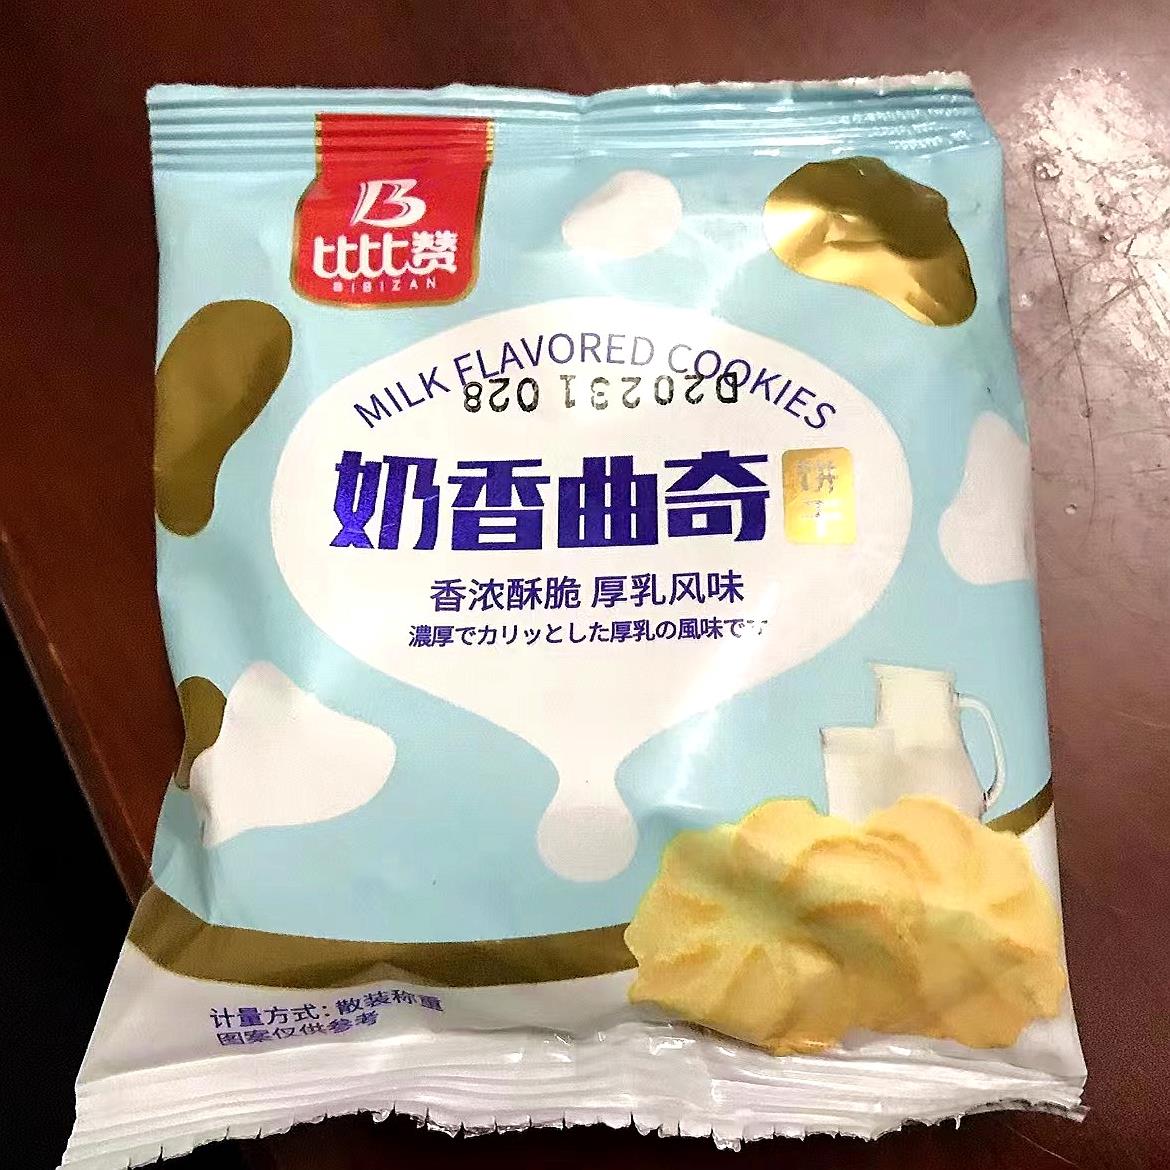 B
比比赞
BIBIZAN
MILK FLAVORED COOKIES
D20231 028
奶香曲奇
饼干
香浓酥脆 厚乳风味
濃厚でカリッとした厚乳の風味です
计量方式:散装称重
图案仅供参考